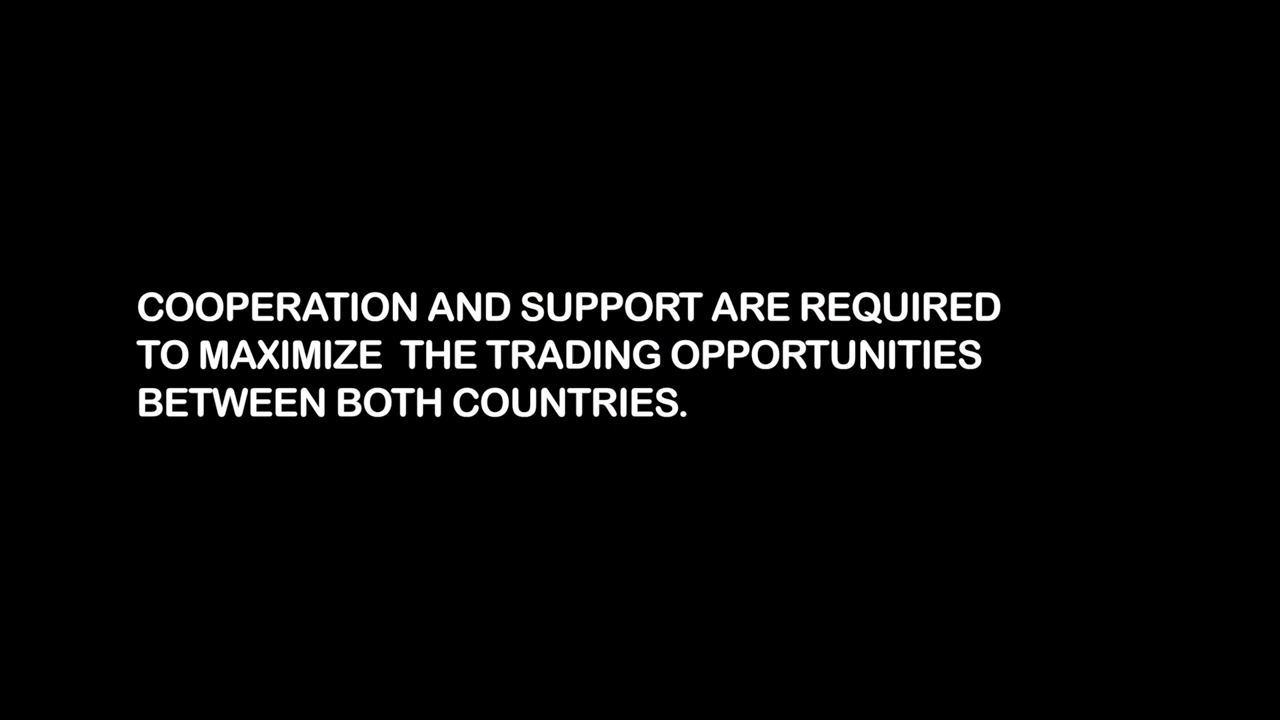 COOPERATION AND SUPPORT ARE REQUIRED
TO MAXIMIZE  THE TRADING OPPORTUNITIES
BETWEEN BOTH COUNTRIES.